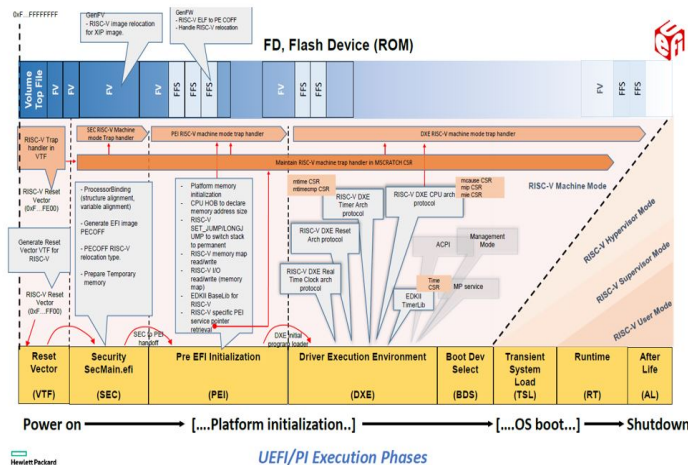 0xF...FFFFFFFF
GenFV
- RISC-V image relocation
for XIP image.
GenFW
- RISC-V ELF to PE COFF
- Handle RISC-V relocation
FD, Flash Device (ROM)
UEFI
Volume
Top File
FV
FV
FV
FV
FFS
FFS
FFS
FV
FFS
FFS
FV
FFS
FFS
RISC-V Trap
handler in
VTF
SEC RISC-V Machine
mode Trap handler
PEI RISC-V machine mode trap handler
DXE RISC-V machine mode trap handler
Maintain RISC-V machine trap handler in MSCRATCH CSR
RISC-V Reset
Vector
(0xF...FE00)
Generate Reset
Vector VTF for
RISC-V
RISC-V Reset
Vector
(0xF...FF00)
- ProcessorBinding
(structure alignment,
variable alignment)
- Generate EFI image
PECOFF
- PECOFF RISC-V
relocation type.
- Prepare Temporary
memory
- Platform memory
initialization
- CPU HOB to declare
memory address size
- RISC-V
SET_JUMP/LONGJ
UMP to switch stack to
permanent
- RISC-V memory map
read/write
- RISC-V I/O
read/write (memory
map)
- EDKII BaseLib for
RISC-V
- RISC-V specific PEI
service pointer
retrieval
mtime CSR
mtimecmp CSR
RISC-V DXE
Timer Arch
protocol
RISC-V DXE CPU arch
protocol
mcause CSR
mip CSR
mie CSR
RISC-V DXE Reset
Arch protocol
RISC-V DXE Real
Time Clock arch
protocol
ACPI
Management
Mode
Time
CSR
MP service
EDKII
TimerLib
RISC-V Machine Mode
RISC-V Hypervisor Mode
RISC-V Supervisor Mode
RISC-V User Mode
SEC to PEI
handoff
DXE initial
program loader
Reset
Vector
(VTF)
Security
SecMain.efi
(SEC)
Pre EFI Initialization
(PEI)
Driver Execution Environment
(DXE)
Boot Dev
Select
(BDS)
Transient
System
Load
(TSL)
Runtime
(RT)
After
Life
(AL)
Power on
[....Platform initialization..]
[....OS boot...]
Shutdown
Hewlett Packard
UEFI/PI Execution Phases